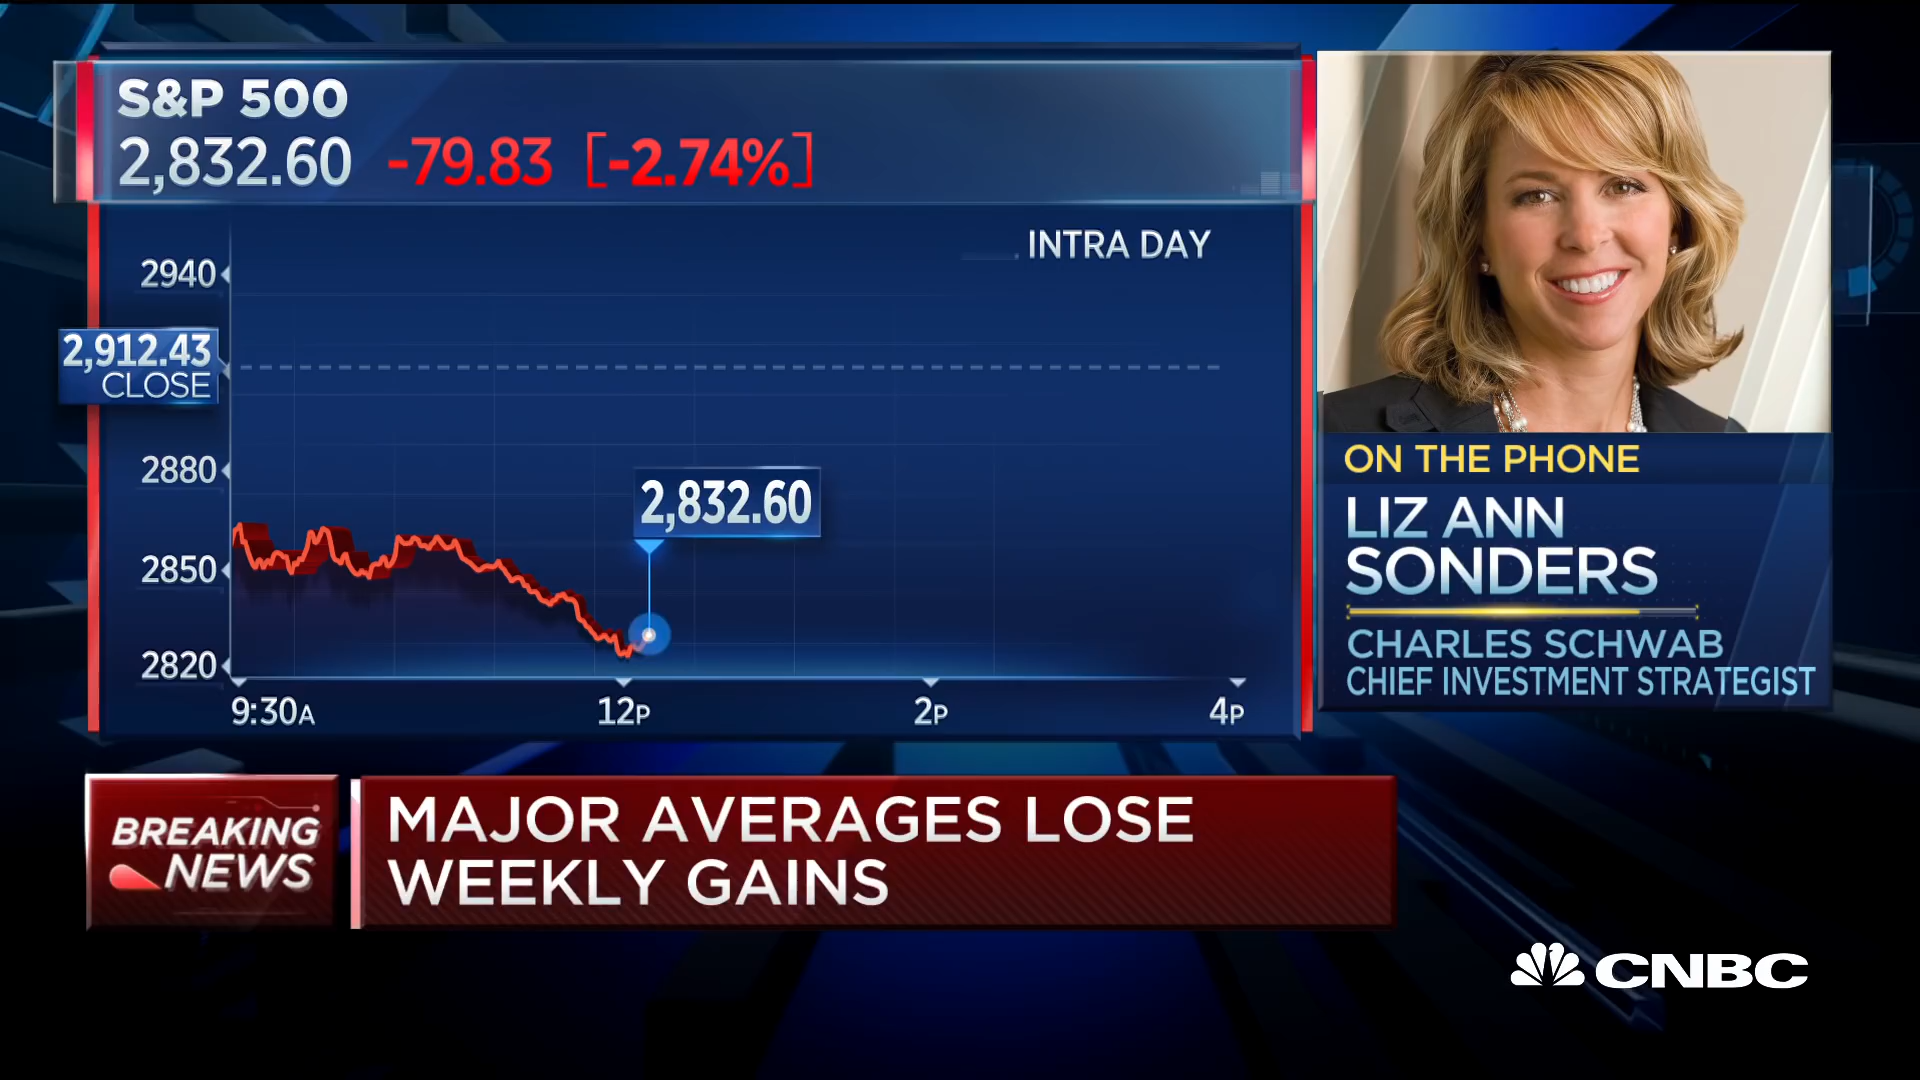 S&P 500
2,832.60 -79.83 [-2.74%]
INTRA DAY
2940
2,912.43
CLOSE
2880
2,832.60
2850
2820
9:30A 12P 2P 4P
ON THE PHONE
LIZ ANN
SONDERS
CHARLES SCHWAB
CHIEF INVESTMENT STRATEGIST
BREAKING
NEWS
MAJOR AVERAGES LOSE
WEEKLY GAINS
CNBC